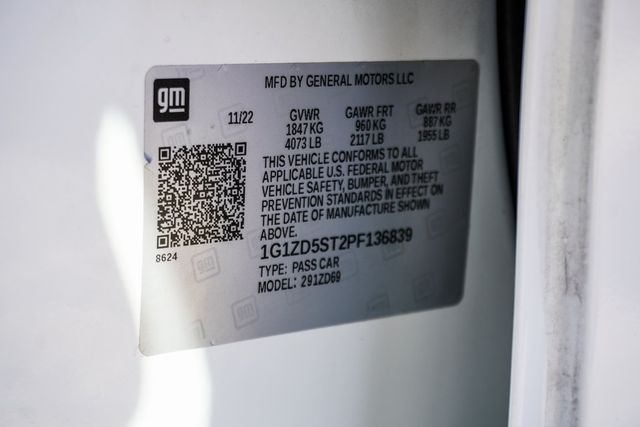 MFD BY GENERAL MOTORS LLC
gm
11/22
GVWR GAWR FRT GAWR RR
1847 KG 960 KG 887 KG
4073 LB 2117 LB 1955 LB
THIS VEHICLE CONFORMS TO ALL
APPLICABLE U.S. FEDERAL MOTOR
VEHICLE SAFETY, BUMPER, AND THEFT
PREVENTION STANDARDS IN EFFECT ON
THE DATE OF MANUFACTURE SHOWN
ABOVE.
8624
1G1ZD5ST2PF136839
TYPE: PASS CAR
MODEL: 291ZD69